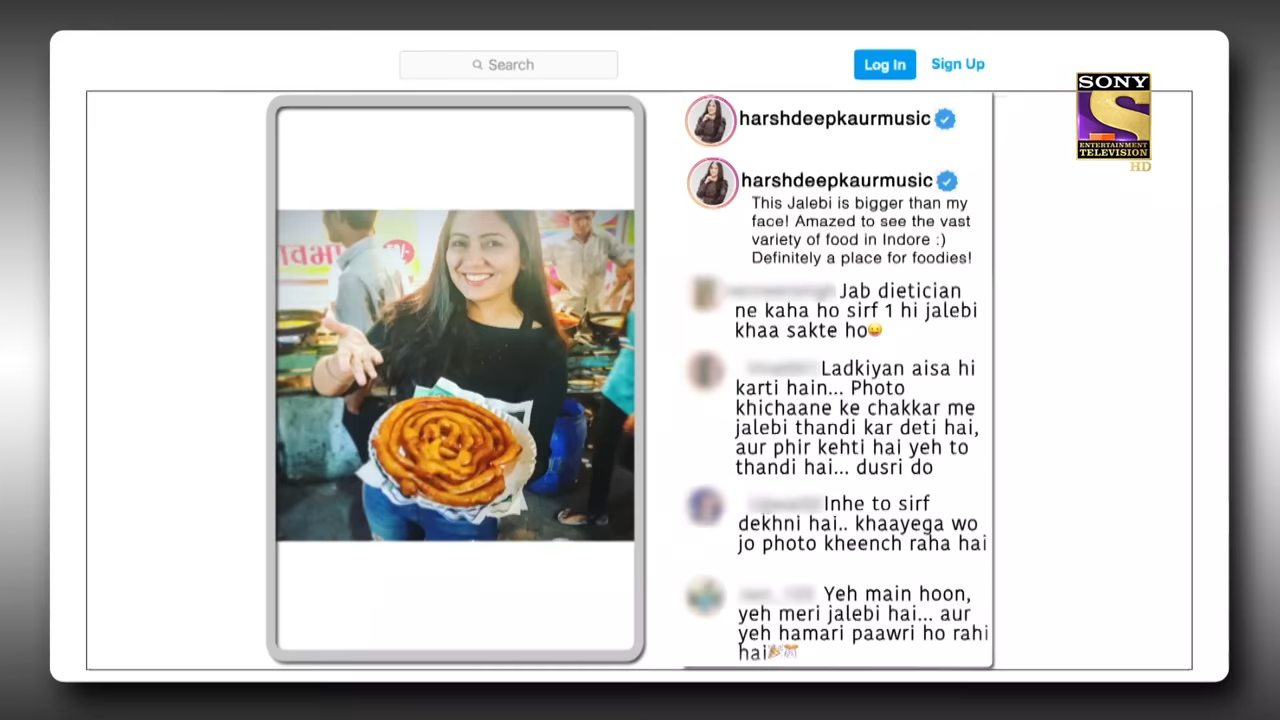 Search
Log In
Sign Up
SONY
ENTERTAINMENT
TELEVISION
HD
harshdeepkaurmusic
harshdeepkaurmusic
This Jalebi is bigger than my
face! Amazed to see the vast
variety of food in Indore :)
Definitely a place for foodies!
Jab dietician
ne kaha ho sirf 1 hi jalebi
khaa sakte ho😛
Ladkiyan aisa hi
karti hain... Photo
khichaane ke chakkar me
jalebi thandi kar deti hai,
aur phir kehti hai yeh to
thandi hai... dusri do
Inhe to sirf
dekhni hai.. khaayega wo
jo photo kheench raha hai
Yeh main hoon,
yeh meri jalebi hai... aur
yeh hamari paawri ho rahi
hai🎉🎊